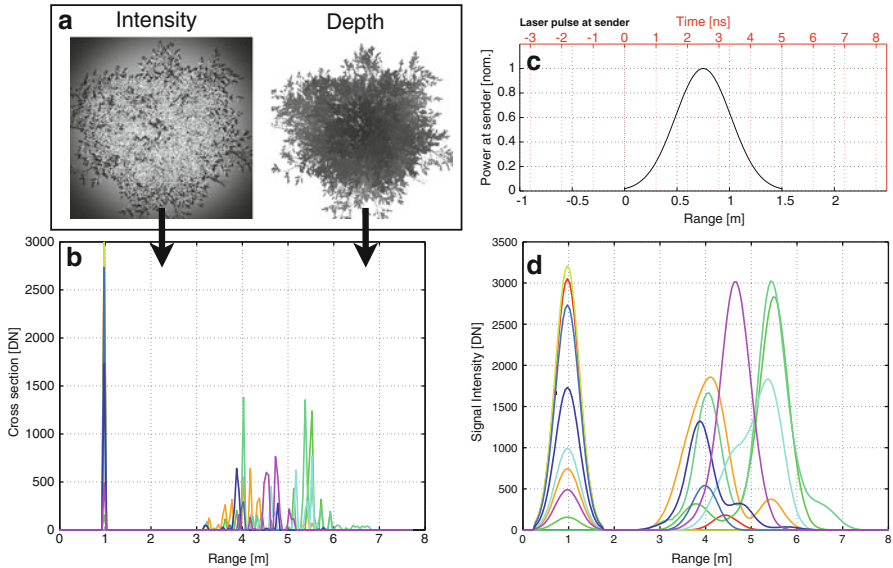 a
Intensity
Depth
Laser pulse at sender
Time [ns]
-3 -2 -1 0 1 2 3 4 5 6 7 8
c
Power at sender [nom.]
1
0.8
0.6
0.4
0.2
0
-1 -0.5 0 0.5 1 1.5 2
Range [m]
b
Cross section [DN]
3000
2500
2000
1500
1000
500
0
0 1 2 3 4 5 6 7 8
Range [m]
d
Signal Intensity [DN]
3500
3000
2500
2000
1500
1000
500
0
0 1 2 3 4 5 6 7 8
Range [m]